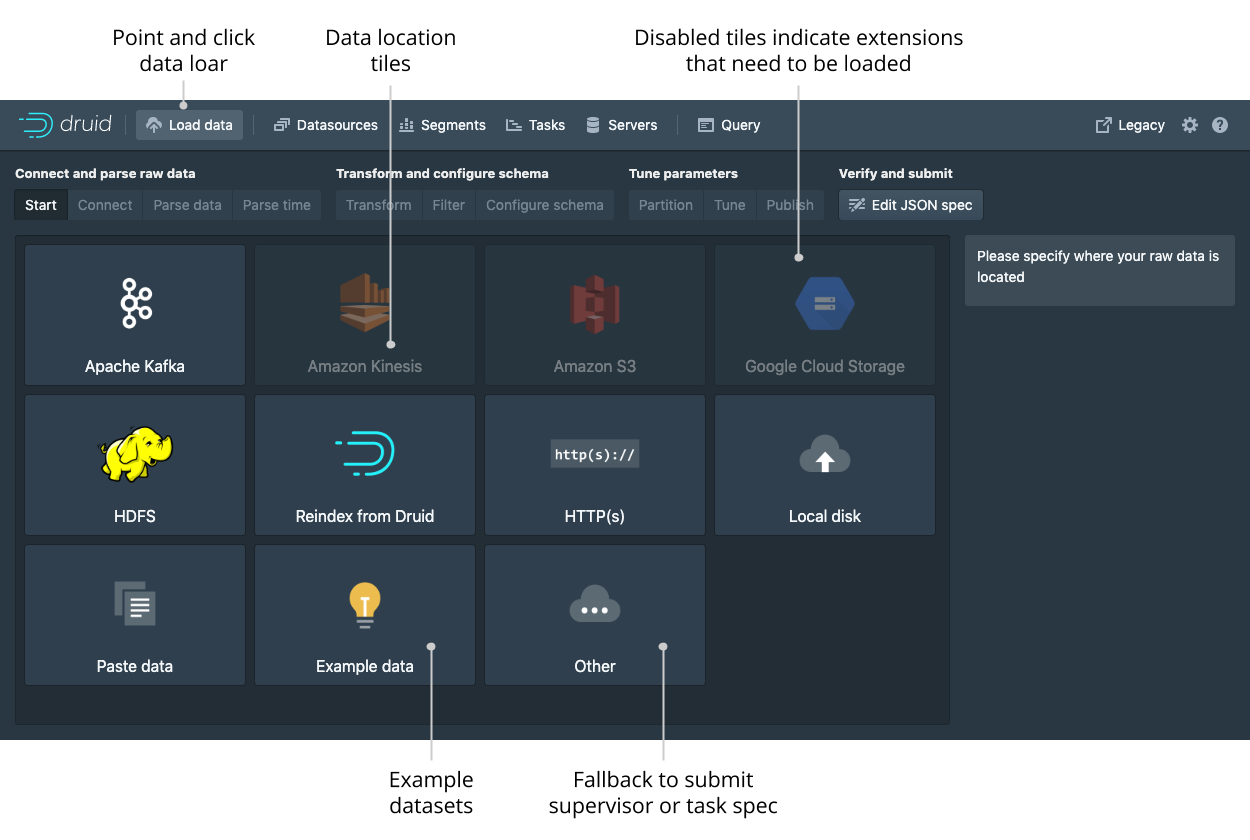 Point and click
data loar
Data location
tiles
Disabled tiles indicate extensions
that need to be loaded
druid
Load data
Datasources
Segments
Tasks
Servers
Query
Legacy
?
Connect and parse raw data
Transform and configure schema
Tune parameters
Verify and submit
Start
Connect
Parse data
Parse time
Transform
Filter
Configure schema
Partition
Tune
Publish
Edit JSON spec
Please specify where your raw data is
located
Apache Kafka
Amazon Kinesis
Amazon S3
Google Cloud Storage
HDFS
Reindex from Druid
http(s)://
HTTP(s)
Local disk
Paste data
Example data
Other
Example
datasets
Fallback to submit
supervisor or task spec